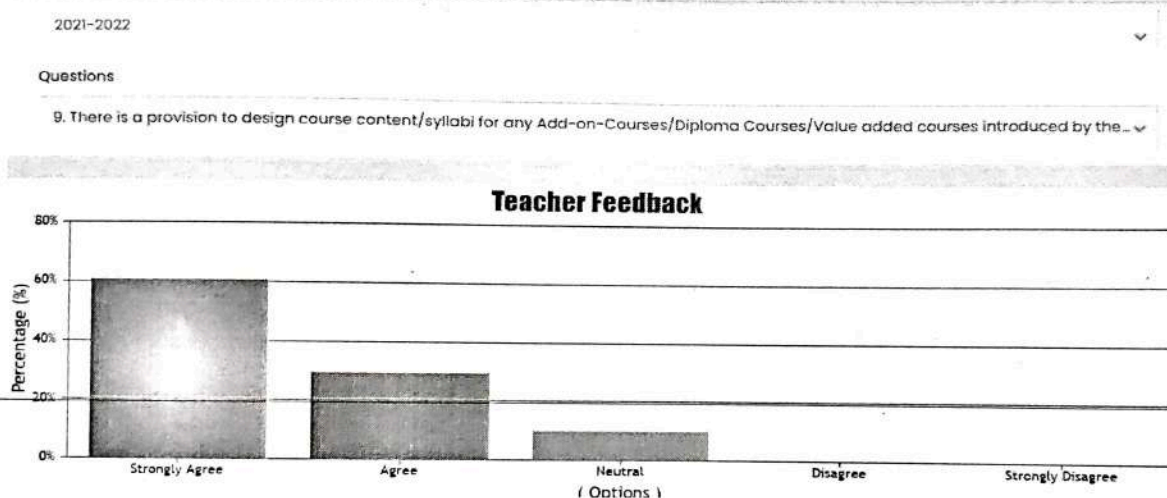 2021-2022
Questions
9. There is a provision to design course content/syllabi for any Add-on-Courses/Diploma Courses/Value added courses introduced by the...
Teacher Feedback
80%
60%
40%
20%
0%
Percentage (%)
Strongly Agree
Agree
Neutral
Disagree
Strongly Disagree
( Options )